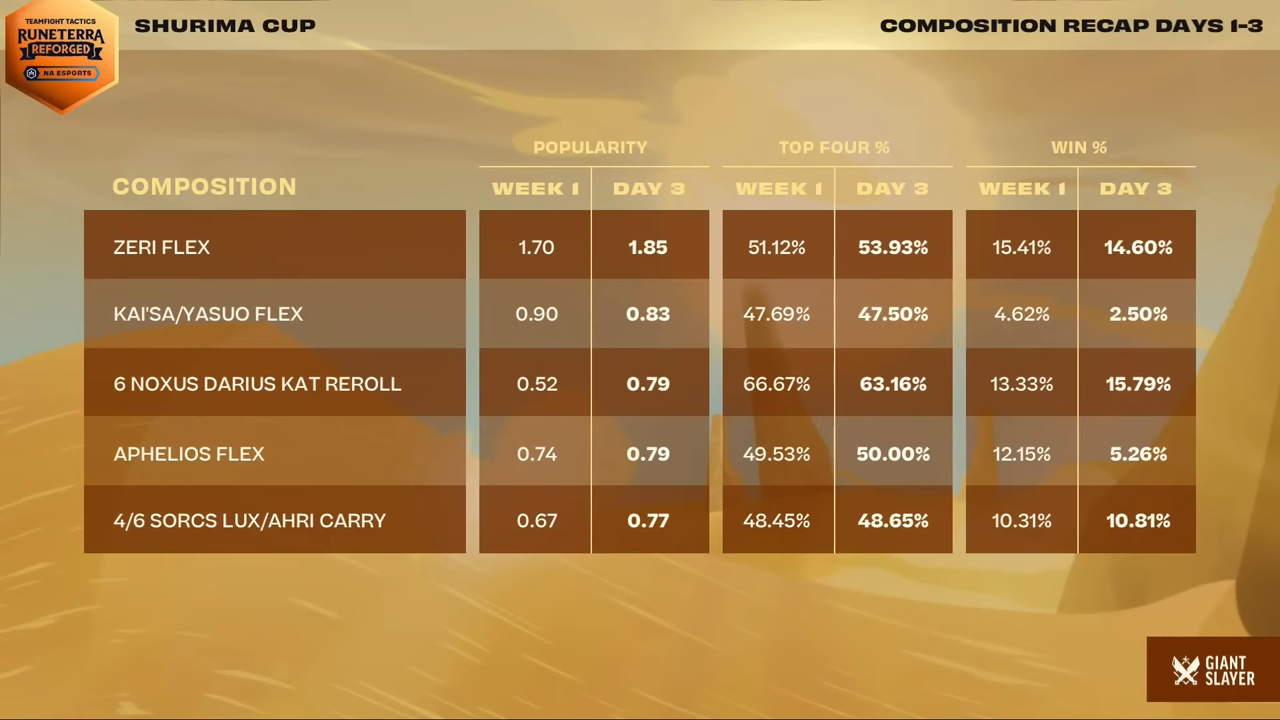 TEAMFIGHT TACTICS
RUNETERRA
REFORGED
NA ESPORTS
SHURIMA CUP
COMPOSITION RECAP DAYS 1-3
POPULARITY TOP FOUR % WIN %
COMPOSITION WEEK 1 DAY 3 WEEK 1 DAY 3 WEEK 1 DAY 3
ZERI FLEX 1.70 1.85 51.12% 53.93% 15.41% 14.60%
KAI'SA/YASUO FLEX 0.90 0.83 47.69% 47.50% 4.62% 2.50%
6 NOXUS DARIUS KAT REROLL 0.52 0.79 66.67% 63.16% 13.33% 15.79%
APHELIOS FLEX 0.74 0.79 49.53% 50.00% 12.15% 5.26%
4/6 SORCS LUX/AHRI CARRY 0.67 0.77 48.45% 48.65% 10.31% 10.81%
GIANT
SLAYER